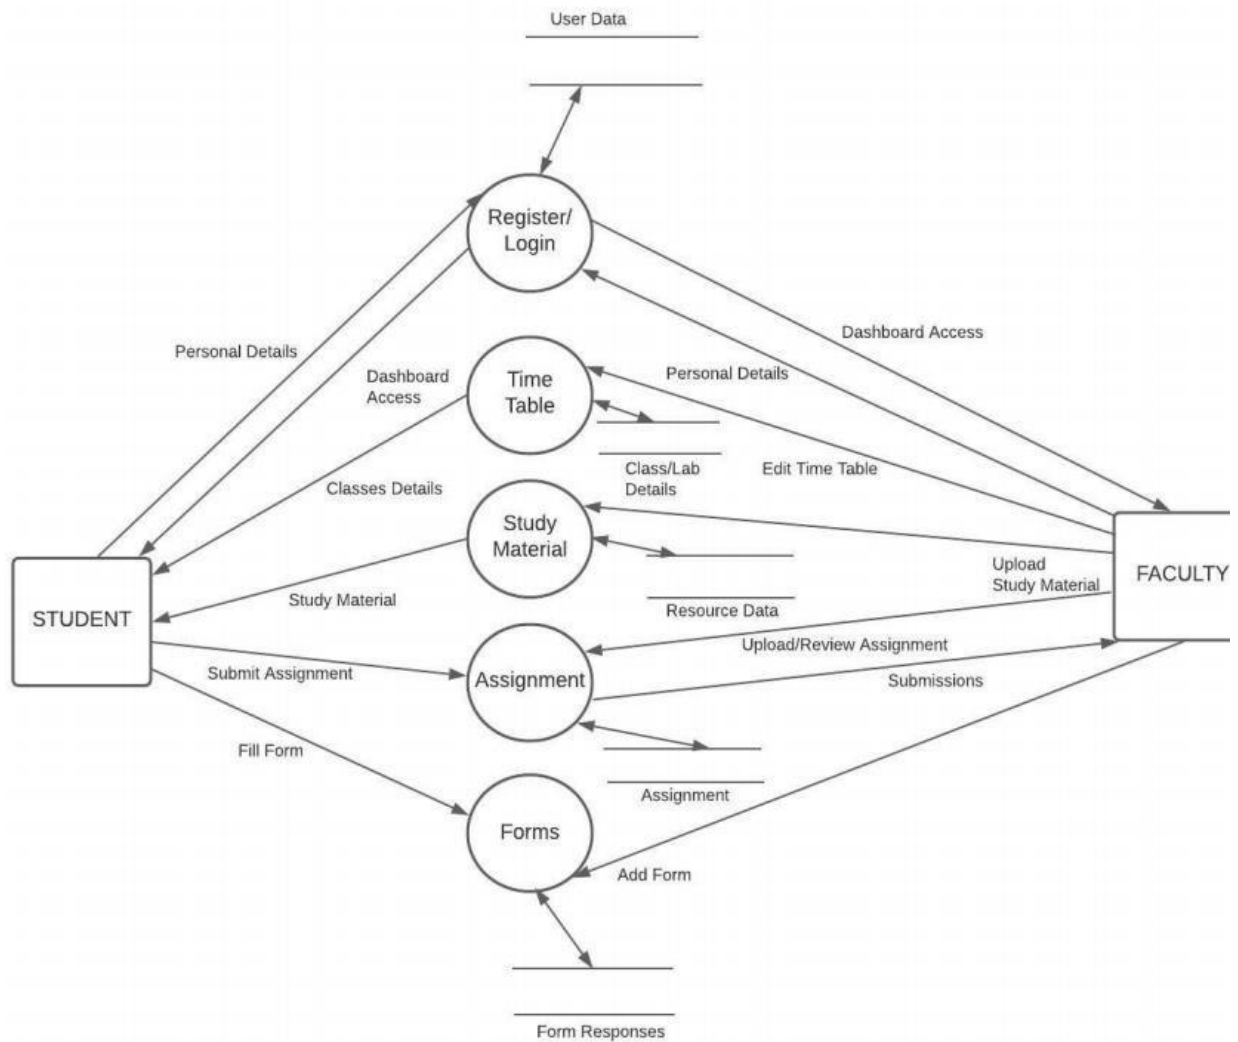 User Data
Register/
Login
Personal Details
Dashboard Access
Dashboard
Access
Personal Details
Time
Table
Class/Lab
Details
Edit Time Table
Classes Details
Study
Material
Upload
Study Material
FACULTY
STUDENT
Study Material
Resource Data
Upload/Review Assignment
Submit Assignment
Assignment
Submissions
Fill Form
Assignment
Forms
Add Form
Form Responses